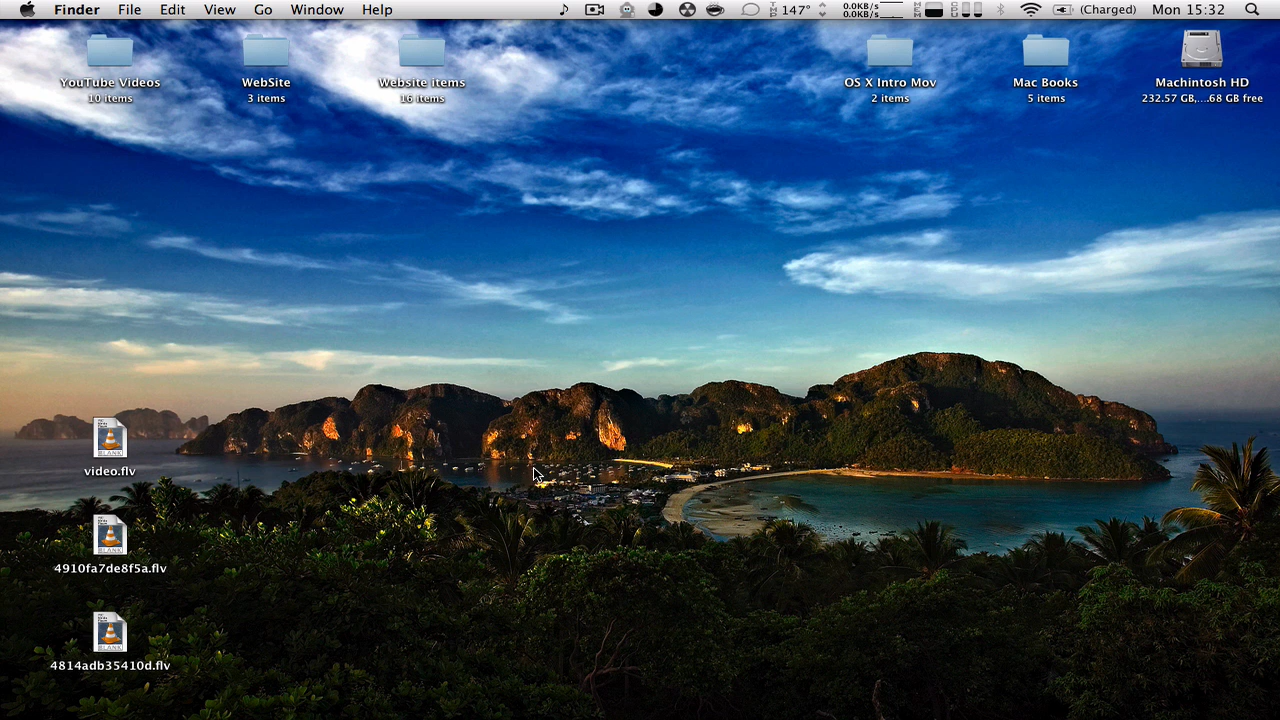 Finder File Edit View Go Window Help 147° 0.0KB/s 0.0KB/s (Charged) Mon 15:32
YouTube Videos
10 items
WebSite
3 items
Website items
16 items
OS X Intro Mov
2 items
Mac Books
5 items
Machintosh HD
232.57 GB,...68 GB free
video.flv
BLANK
4910fa7de8f5a.flv
BLANK
4814adb35410d.flv